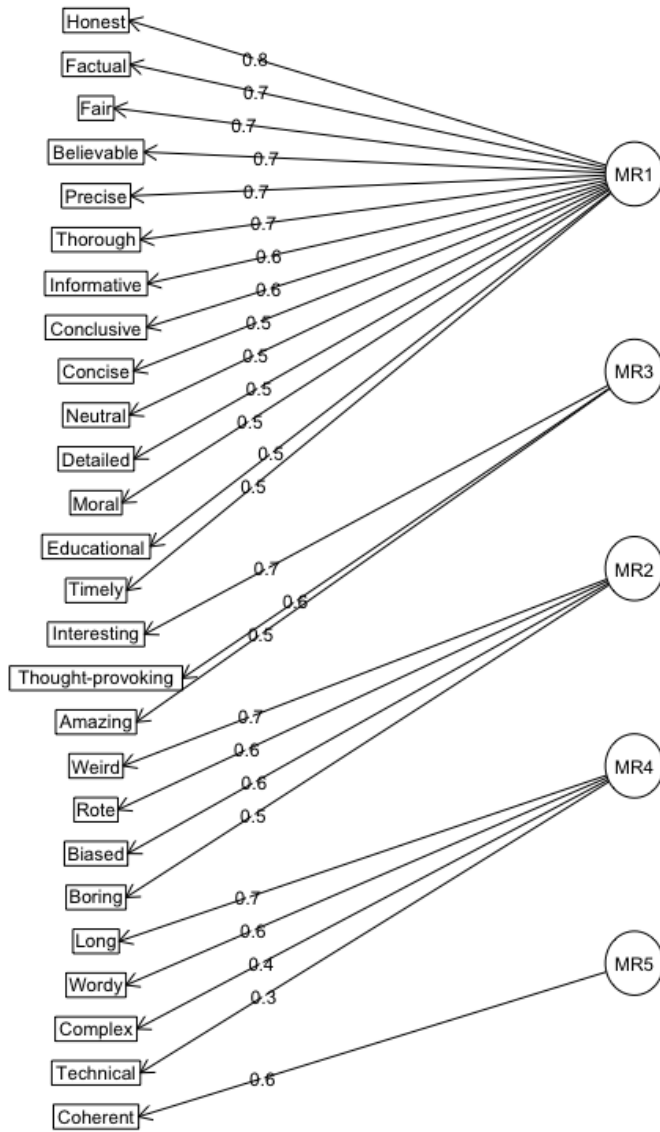 Honest
0.8
Factual
0.7
Fair
0.7
MR1
Believable
0.7
Precise
0.7
Thorough
0.7
Informative
0.6
Conclusive
0.6
Concise
0.5
MR3
Neutral
0.5
Detailed
0.5
Moral
0.5
Educational
0.5
Timely
0.5
MR2
Interesting
0.7
Thought-provoking
0.6
Amazing
0.5
Weird
0.7
MR4
Rote
0.6
Biased
0.6
Boring
0.5
Long
0.7
Wordy
0.6
MR5
Complex
0.4
Technical
0.3
Coherent
0.6